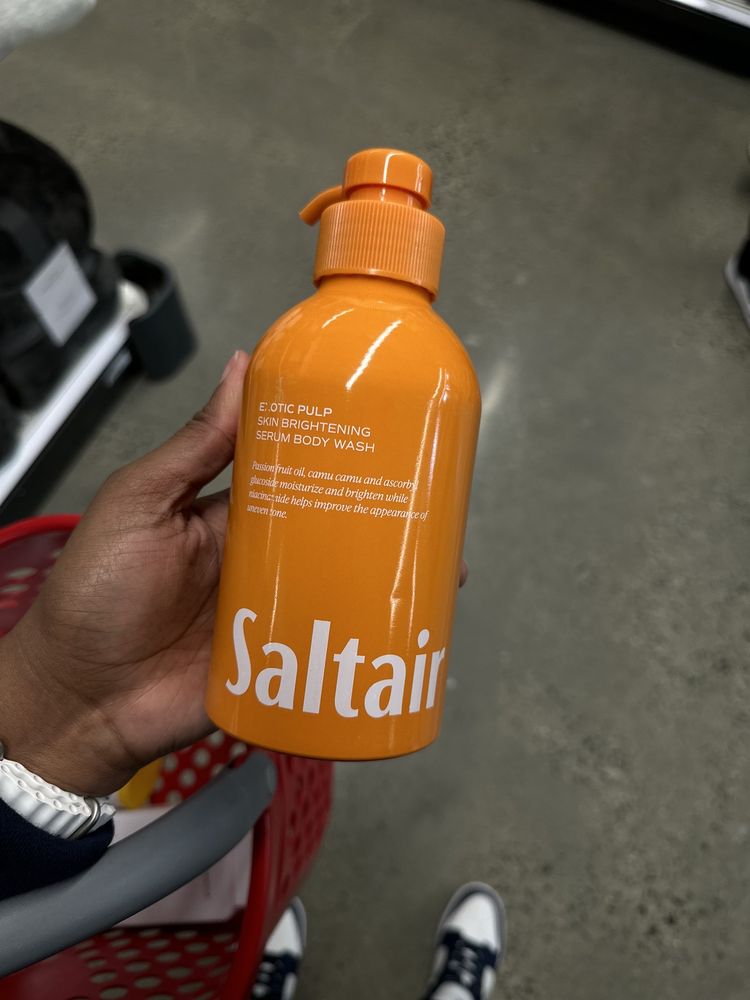 EXOTIC PULP
SKIN BRIGHTENING
SERUM BODY WASH
Passion fruit oil, camu camu and ascorbyl
glucoside moisturize and brighten while
niacinamide helps improve the appearance of
uneven tone.
Saltair